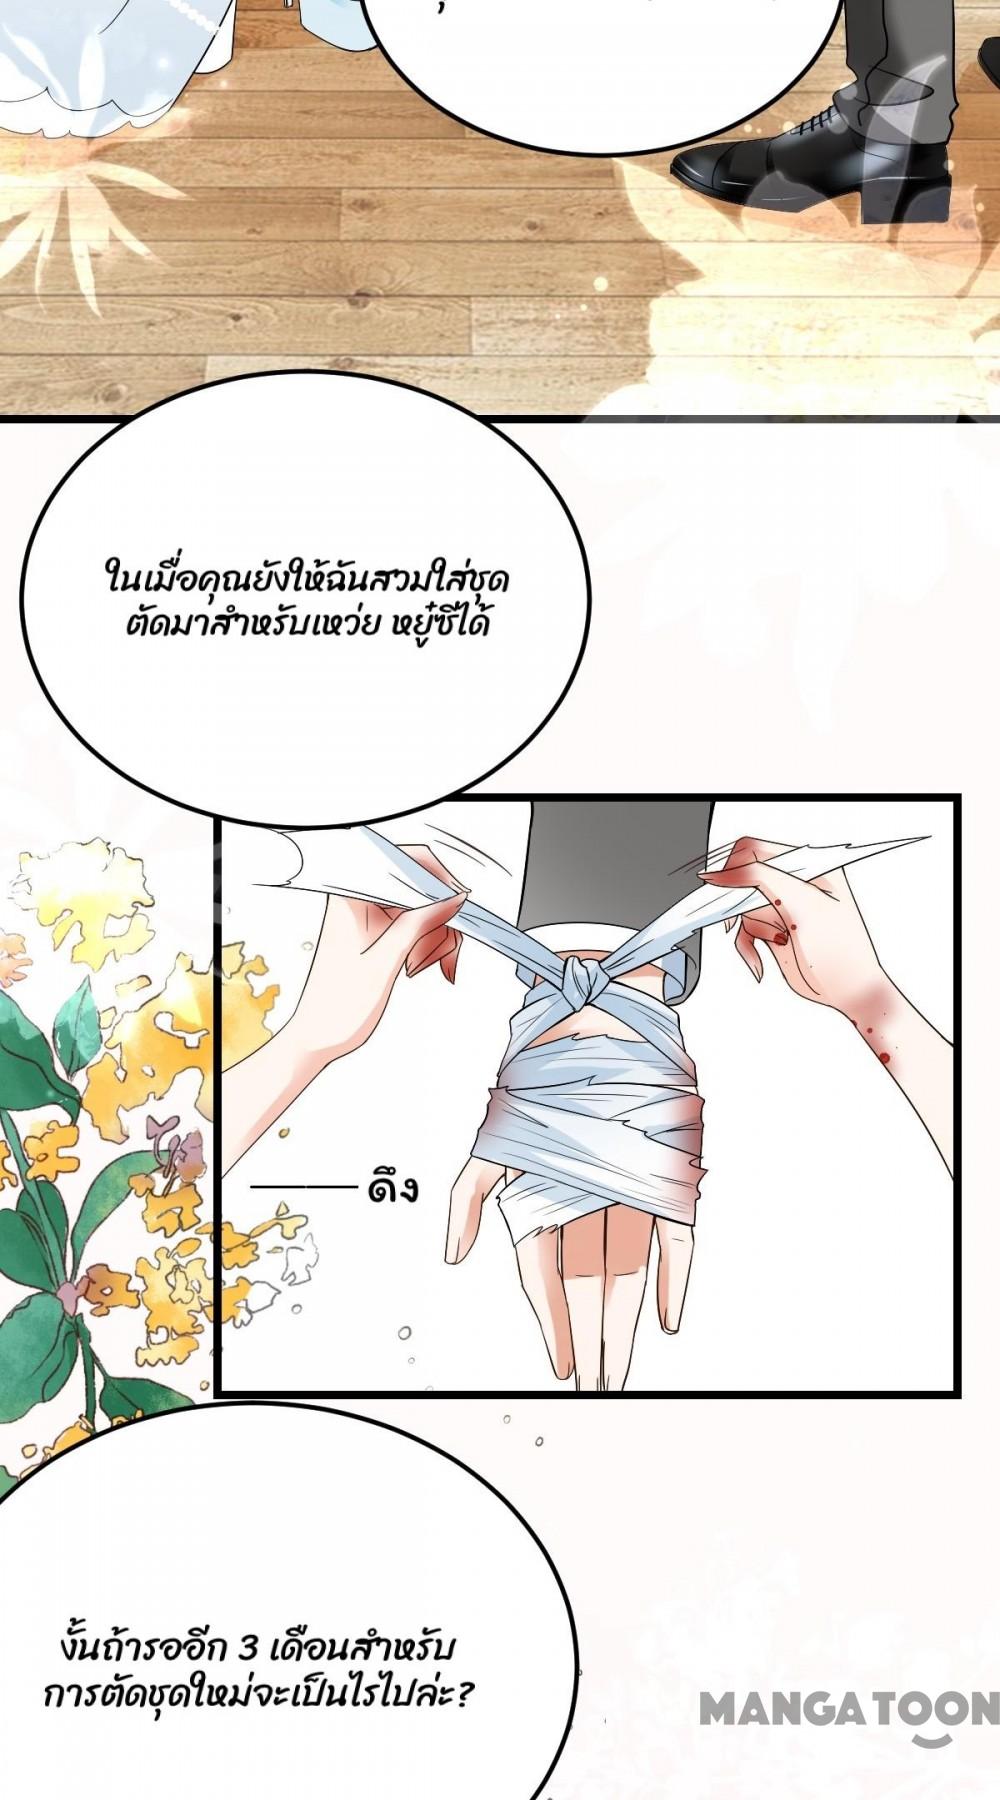 ในเมื่อคุณยังให้ฉันสวมใส่ชุด
ตัดมาสำหรับเหว่ย หยู๋ซีได้
ดึง
งั้นถ้ารออีก 3 เดือนสำหรับ
การตัดชุดใหม่จะเป็นไรไปล่ะ?
MANGATOON